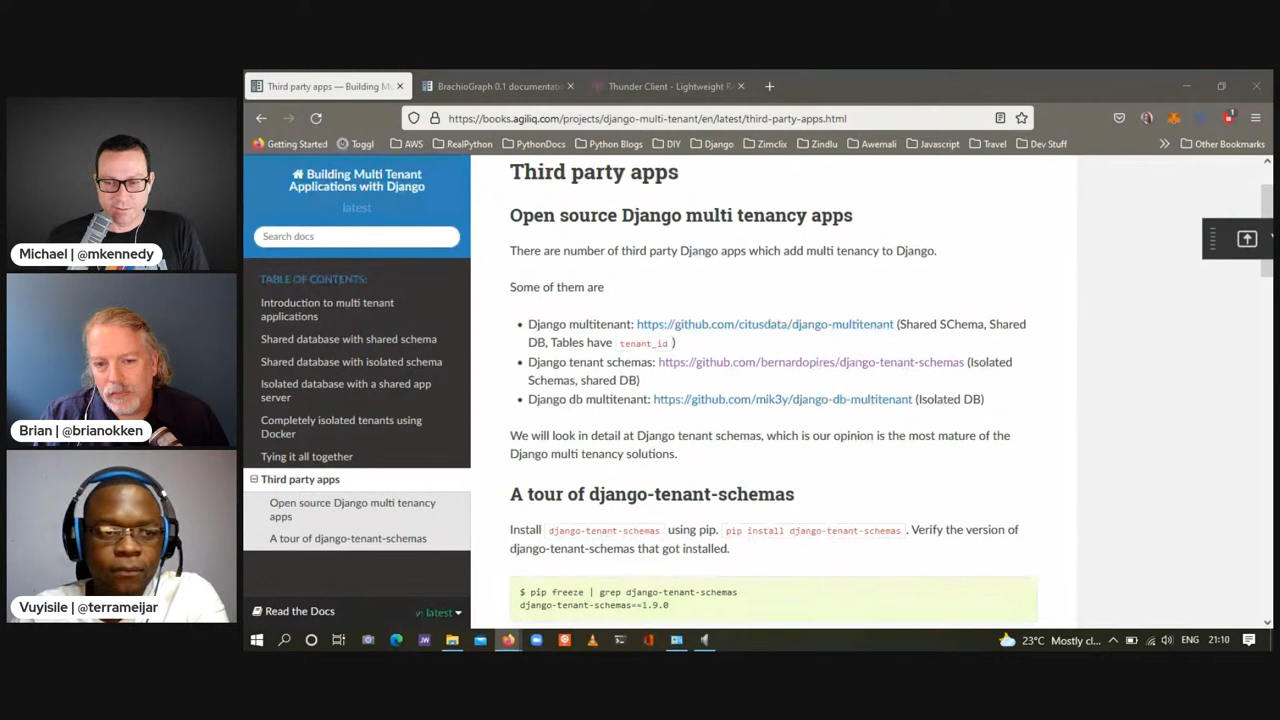 Michael | @mkennedy
Brian | @brianokken
Vuyisile | @terrameijar
Third party apps — Building Mu
BrachioGraph 0.1 documentati
Thunder Client - Lightweight R
https://books.agiliq.com/projects/django-multi-tenant/en/latest/third-party-apps.html
Getting Started
Toggl
AWS
RealPython
PythonDocs
Python Blogs
DIY
Django
Zimclix
Zindlu
Awemali
Javascript
Travel
Dev Stuff
Other Bookmarks
Building Multi Tenant
Applications with Django
latest
Search docs
TABLE OF CONTENTS:
Introduction to multi tenant
applications
Shared database with shared schema
Shared database with isolated schema
Isolated database with a shared app
server
Completely isolated tenants using
Docker
Tying it all together
Third party apps
Open source Django multi tenancy
apps
A tour of django-tenant-schemas
Read the Docs
v: latest
Third party apps
Open source Django multi tenancy apps
There are number of third party Django apps which add multi tenancy to Django.
Some of them are
Django multitenant: https://github.com/citusdata/django-multitenant (Shared SChema, Shared
DB, Tables have tenant_id )
Django tenant schemas: https://github.com/bernardopires/django-tenant-schemas (Isolated
Schemas, shared DB)
Django db multitenant: https://github.com/mik3y/django-db-multitenant (Isolated DB)
We will look in detail at Django tenant schemas, which is our opinion is the most mature of the
Django multi tenancy solutions.
A tour of django-tenant-schemas
Install django-tenant-schemas using pip. pip install django-tenant-schemas . Verify the version of
django-tenant-schemas that got installed.
$ pip freeze | grep django-tenant-schemas
django-tenant-schemas==1.9.0
23°C Mostly cl...
ENG
21:10